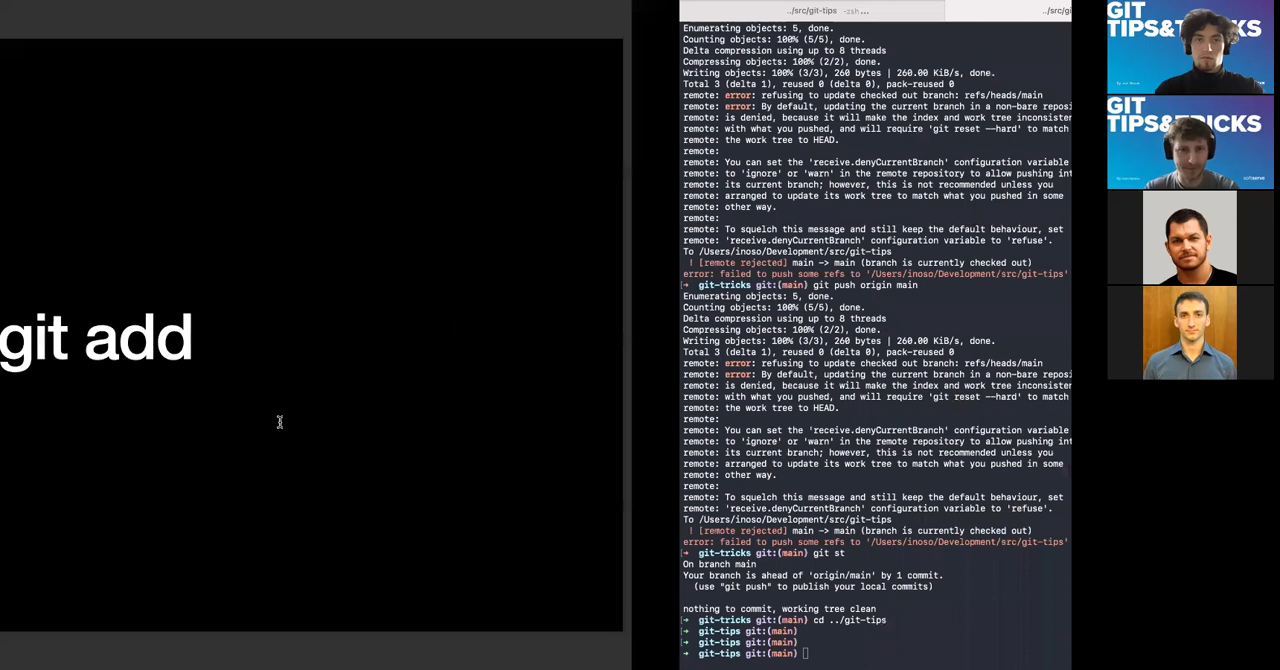 git add
../src/git-tips -zsh...
../src/gi
Enumerating objects: 5, done.
Counting objects: 100% (5/5), done.
Delta compression using up to 8 threads
Compressing objects: 100% (2/2), done.
Writing objects: 100% (3/3), 260 bytes | 260.00 KiB/s, done.
Total 3 (delta 1), reused 0 (delta 0), pack-reused 0
remote: error: refusing to update checked out branch: refs/heads/main
remote: error: By default, updating the current branch in a non-bare reposi
remote: is denied, because it will make the index and work tree inconsisten
remote: with what you pushed, and will require 'git reset --hard' to match
remote: the work tree to HEAD.
remote:
remote: You can set the 'receive.denyCurrentBranch' configuration variable
remote: to 'ignore' or 'warn' in the remote repository to allow pushing int
remote: its current branch; however, this is not recommended unless you
remote: arranged to update its work tree to match what you pushed in some
remote: other way.
remote:
remote: To squelch this message and still keep the default behaviour, set
remote: 'receive.denyCurrentBranch' configuration variable to 'refuse'.
To /Users/inoso/Development/src/git-tips
! [remote rejected] main -> main (branch is currently checked out)
error: failed to push some refs to '/Users/inoso/Development/src/git-tips'
[➜ git-tricks git:(main) git push origin main
Enumerating objects: 5, done.
Counting objects: 100% (5/5), done.
Delta compression using up to 8 threads
Compressing objects: 100% (2/2), done.
Writing objects: 100% (3/3), 260 bytes | 260.00 KiB/s, done.
Total 3 (delta 1), reused 0 (delta 0), pack-reused 0
remote: error: refusing to update checked out branch: refs/heads/main
remote: error: By default, updating the current branch in a non-bare reposi
remote: is denied, because it will make the index and work tree inconsisten
remote: with what you pushed, and will require 'git reset --hard' to match
remote: the work tree to HEAD.
remote:
remote: You can set the 'receive.denyCurrentBranch' configuration variable
remote: to 'ignore' or 'warn' in the remote repository to allow pushing int
remote: its current branch; however, this is not recommended unless you
remote: arranged to update its work tree to match what you pushed in some
remote: other way.
remote:
remote: To squelch this message and still keep the default behaviour, set
remote: 'receive.denyCurrentBranch' configuration variable to 'refuse'.
To /Users/inoso/Development/src/git-tips
! [remote rejected] main -> main (branch is currently checked out)
error: failed to push some refs to '/Users/inoso/Development/src/git-tips'
[➜ git-tricks git:(main) git st
On branch main
Your branch is ahead of 'origin/main' by 1 commit.
(use "git push" to publish your local commits)
nothing to commit, working tree clean
[➜ git-tricks git:(main) cd ../git-tips
[➜ git-tips git:(main)
[➜ git-tips git:(main)
➜ git-tips git:(main)
GIT
TIPS&TRICKS
GIT
TIPS&TRICKS
softserve